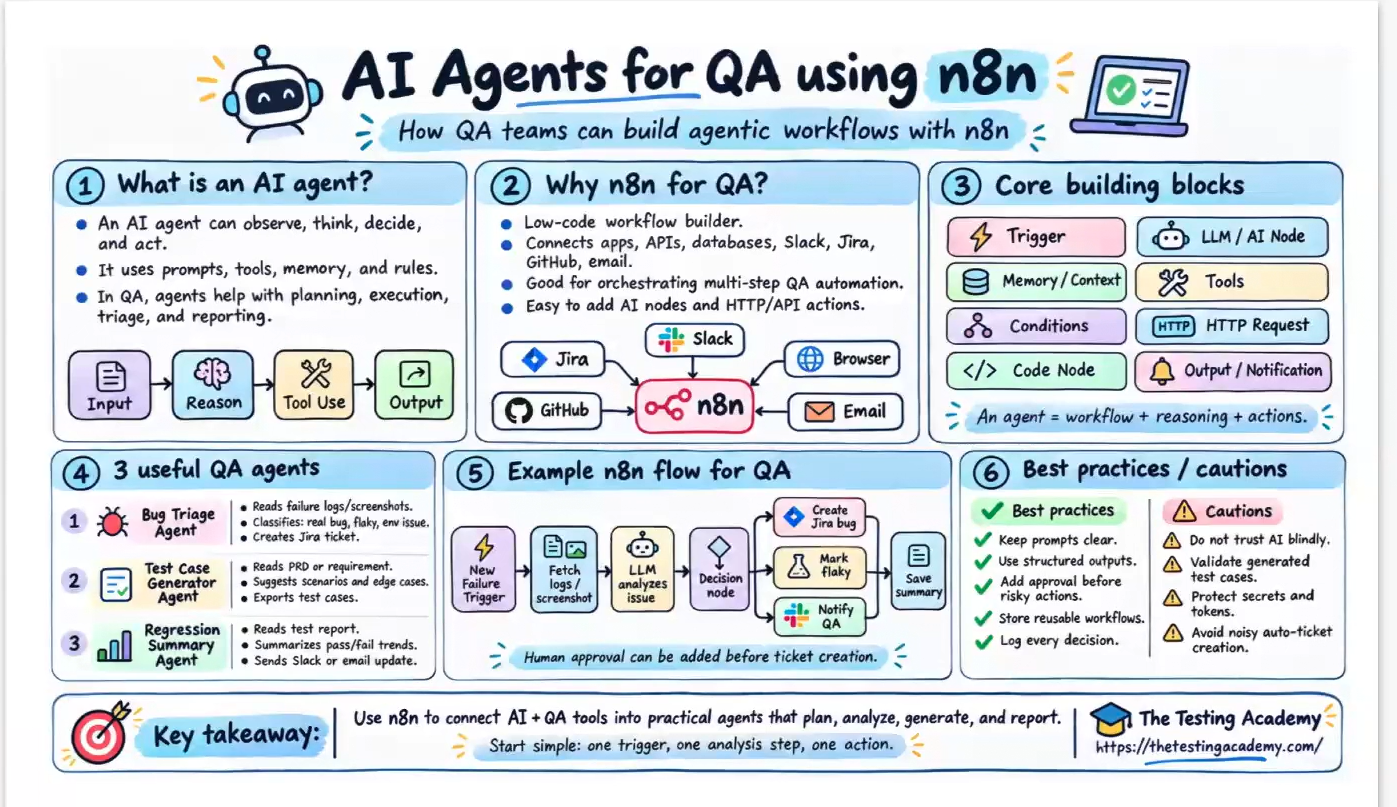 AI Agents for QA using n8n
How QA teams can build agentic workflows with n8n
1 What is an AI agent?
An AI agent can observe, think, decide,
and act.
It uses prompts, tools, memory, and rules.
In QA, agents help with planning, execution,
triage, and reporting.
Input
Reason
Tool Use
Output
2 Why n8n for QA?
Low-code workflow builder.
Connects apps, APIs, databases, Slack, Jira,
GitHub, email.
Good for orchestrating multi-step QA automation.
Easy to add AI nodes and HTTP/API actions.
Slack
Jira
Browser
GitHub
n8n
Email
3 Core building blocks
Trigger
LLM / AI Node
Memory / Context
Tools
Conditions
HTTP HTTP Request
</> Code Node
Output / Notification
An agent = workflow + reasoning + actions.
4 3 useful QA agents
1 Bug Triage
Agent
Reads failure logs/screenshots.
Classifies: real bug, flaky, env issue.
Creates Jira ticket.
2 Test Case
Generator
Agent
Reads PRD or requirement.
Suggests scenarios and edge cases.
Exports test cases.
3 Regression
Summary
Agent
Reads test report.
Summarizes pass/fail trends.
Sends Slack or email update.
5 Example n8n flow for QA
New
Failure
Trigger
Fetch
logs /
screenshot
LLM
analyzes
issue
Decision
node
Create
Jira bug
Mark
flaky
Notify
QA
Save
summary
Human approval can be added before ticket creation.
6 Best practices / cautions
Best practices
Keep prompts clear.
Use structured outputs.
Add approval before
risky actions.
Store reusable workflows.
Log every decision.
Cautions
Do not trust AI blindly.
Validate generated
test cases.
Protect secrets and
tokens.
Avoid noisy auto-ticket
creation.
Key takeaway:
Use n8n to connect AI + QA tools into practical agents that plan, analyze, generate, and report.
Start simple: one trigger, one analysis step, one action.
The Testing Academy
https://thetestingacademy.com/